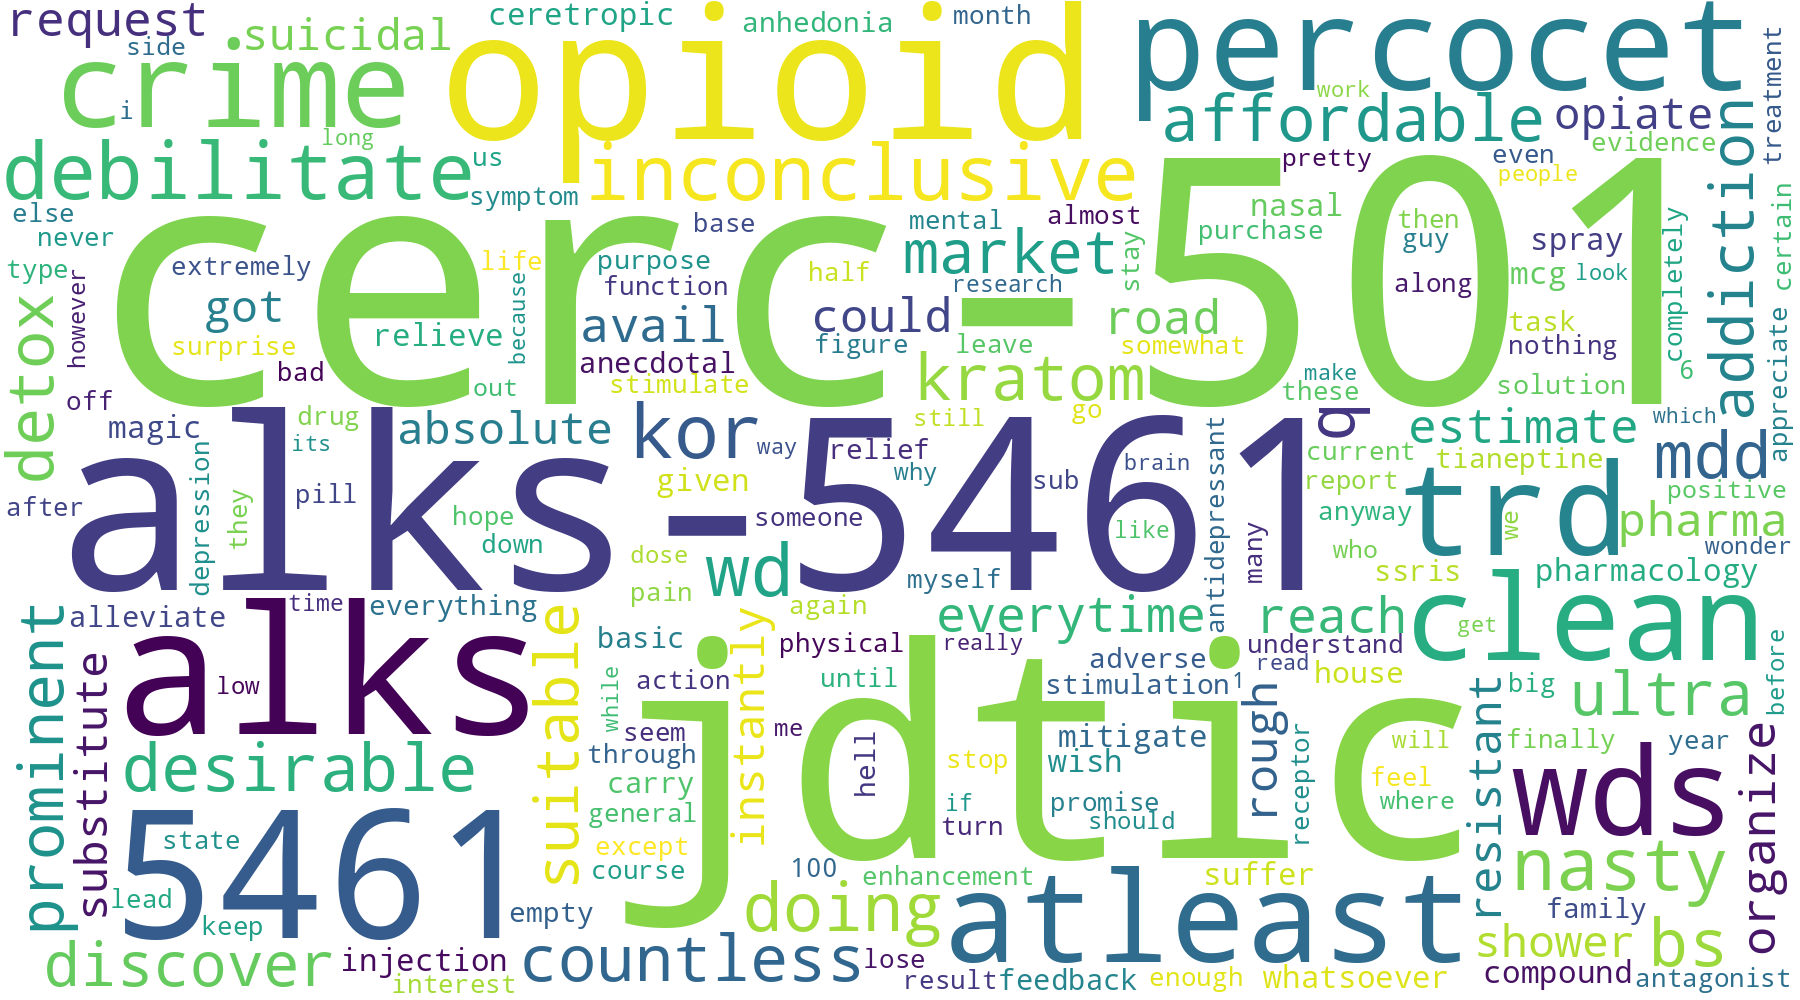 request
side
i
suicidal
ceretropic
anhedonia
month
crime
opioid
percocet
work
treatment
long
affordable
opiate
evidence
debilitate
us
symptom
inconclusive
pretty
even
people
addiction
else
never
type
however
extremely
life
because
base
mental
almost
nasal
then
purchase
guy
spray
completely
certain
cerc-501
purpose
function
half
market
research
stay
along
mcg
look
detox
got
relieve
avail
could
road
task
surprise
figure
leave
somewhat
nothing
bad
anecdotal
stimulate
kratom
make
these
solution
6
appreciate
off
out
magic
drug
its
absolute
kor
way
relief
still
go
q
estimate
which
mdd
depression
why
brain
antidepressant
current
tianeptine
given
sub
report
after
they
pill
hope
down
alks-5461
someone
like
many
trd
anyway
we
positive
pharma
dose
wd
who
wonder
pain
myself
ssris
pharmacology
prominent
alleviate
time
everything
suitable
again
everytime
reach
clean
get
substitute
alks
basic
instantly
physical
really
understand
before
low
while
action
until
adverse
read
house
stimulation
1
rough
resistant
big
ultra
seem
me
jdtic
mitigate
will
finally
year
organize
desirable
through
hell
stop
wish
receptor
feel
carry
general
if
promise
where
wds
5461
state
except
turn
should
course
100
enhancement
suffer
nasty
lead
keep
empty
doing
atleast
family
shower
bs
discover
injection
interest
countless
lose
result
feedback
enough
whatsoever
compound
antagonist